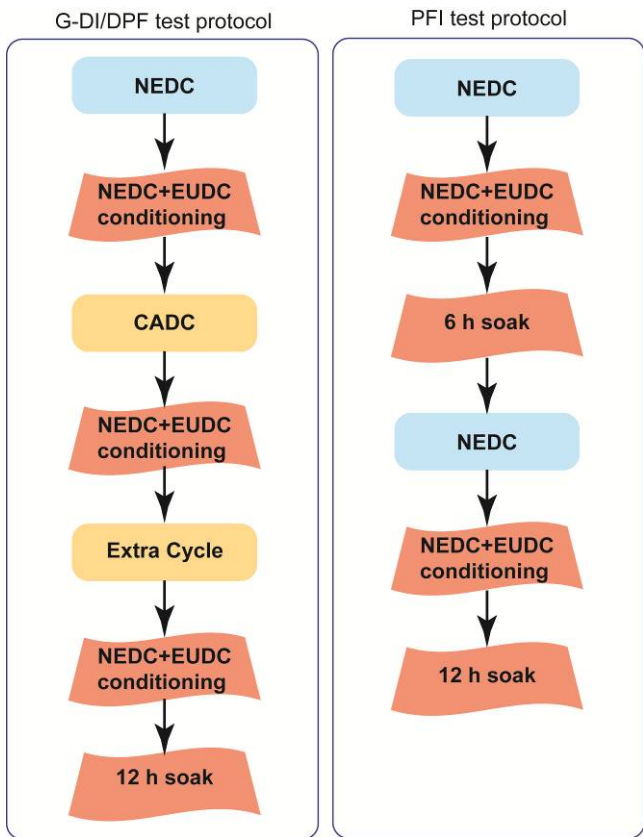 G-DI/DPF test protocol
NEDC
NEDC+EUDC
conditioning
CADC
NEDC+EUDC
conditioning
Extra Cycle
NEDC+EUDC
conditioning
12 h soak
PFI test protocol
NEDC
NEDC+EUDC
conditioning
6 h soak
NEDC
NEDC+EUDC
conditioning
12 h soak